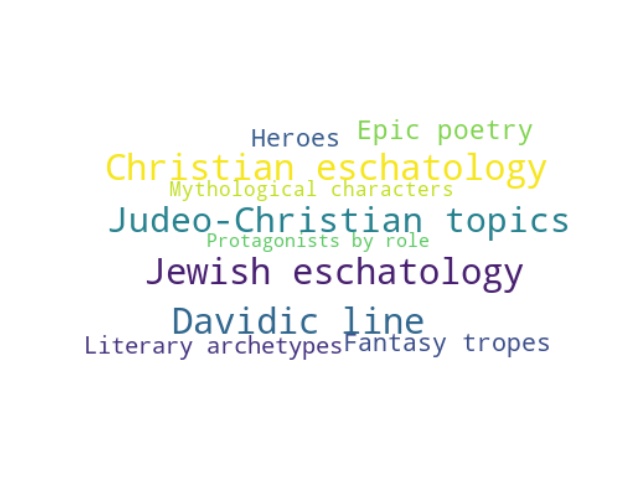 Heroes
Epic poetry
Christian eschatology
Mythological characters
Judeo-Christian topics
Protagonists by role
Jewish eschatology
Davidic line
Literary archetypes
Fantasy tropes